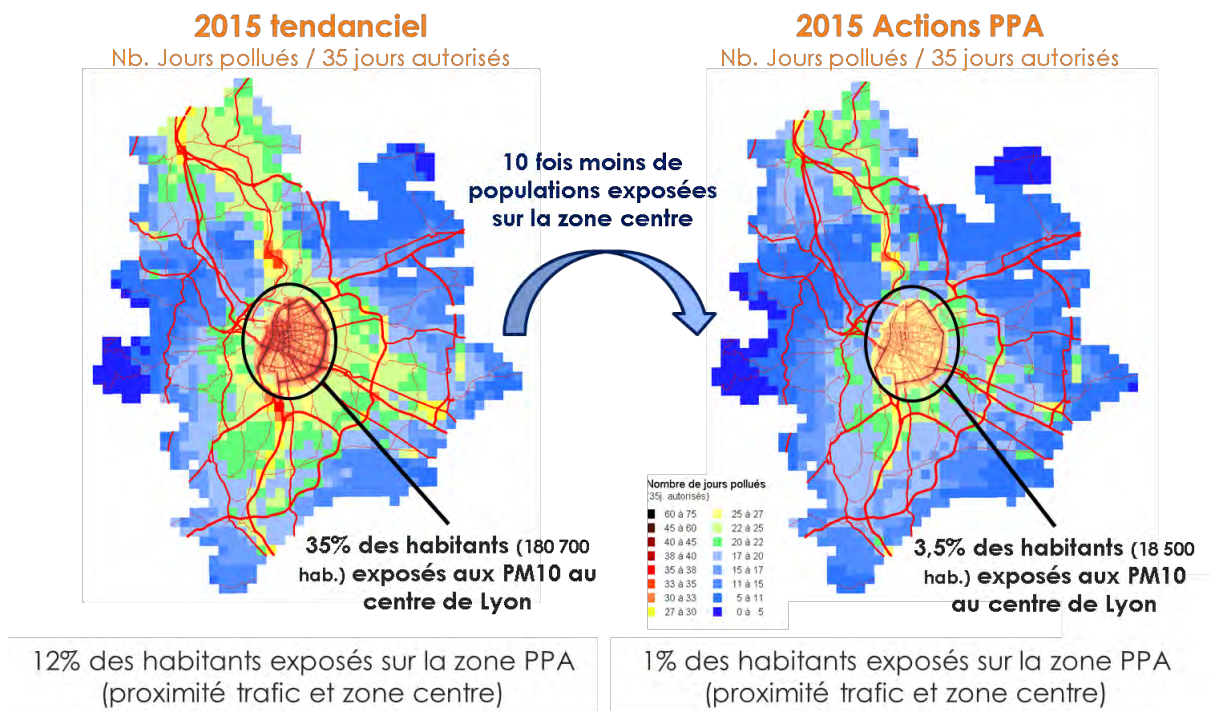 2015 tendanciel
Nb. Jours pollués / 35 jours autorisés
2015 Actions PPA
Nb. Jours pollués / 35 jours autorisés
10 fois moins de
populations exposées
sur la zone centre
35% des habitants (180 700
hab.) exposés aux PM10 au
centre de Lyon
Nombre de jours pollués
(35j. autorisés)
60 à 75
45 à 60
40 à 45
38 à 40
35 à 38
33 à 35
30 à 33
27 à 30
25 à 27
22 à 25
20 à 22
17 à 20
15 à 17
11 à 15
5 à 11
0 à 5
3,5% des habitants (18 500
hab.) exposés aux PM10
au centre de Lyon
12% des habitants exposés sur la zone PPA
(proximité trafic et zone centre)
1% des habitants exposés sur la zone PPA
(proximité trafic et zone centre)